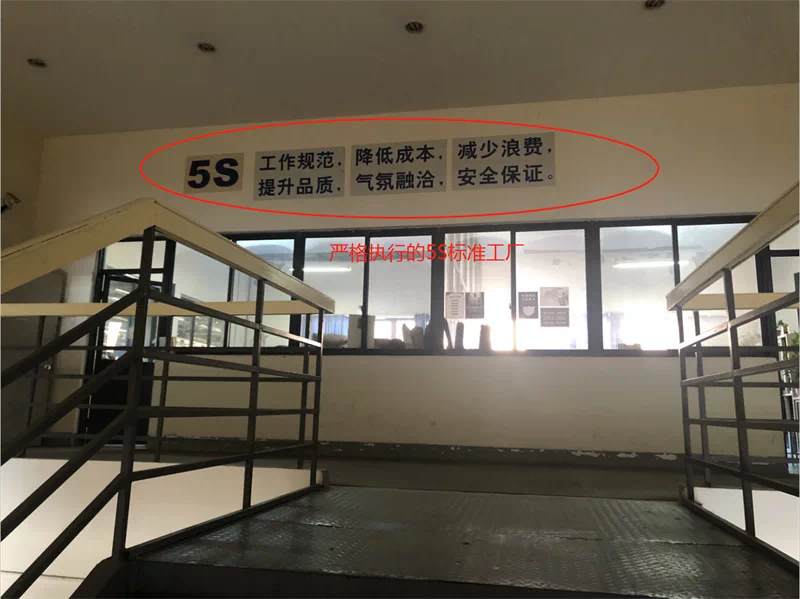 5S
工作规范，
提升品质，
降低成本，
气氛融洽，
减少浪费，
安全保证。
严格执行的5S标准工厂